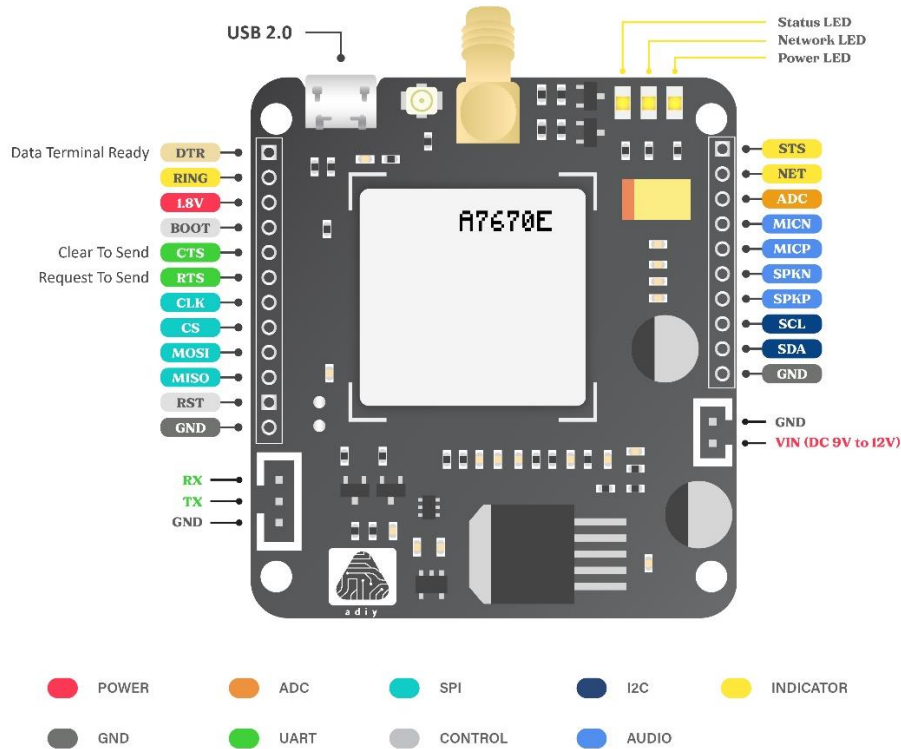 USB 2.0
Status LED
Network LED
Power LED
Data Terminal Ready DTR
RING
1.8V
BOOT
Clear To Send CTS
Request To Send RTS
CLK
CS
MOSI
MISO
RST
GND
RX
TX
GND
A7670E
STS
NET
ADC
MICN
MICP
SPKN
SPKP
SCL
SDA
GND
GND
VIN (DC 9V to 12V)
adiy
POWER ADC SPI I2C INDICATOR
GND UART CONTROL AUDIO